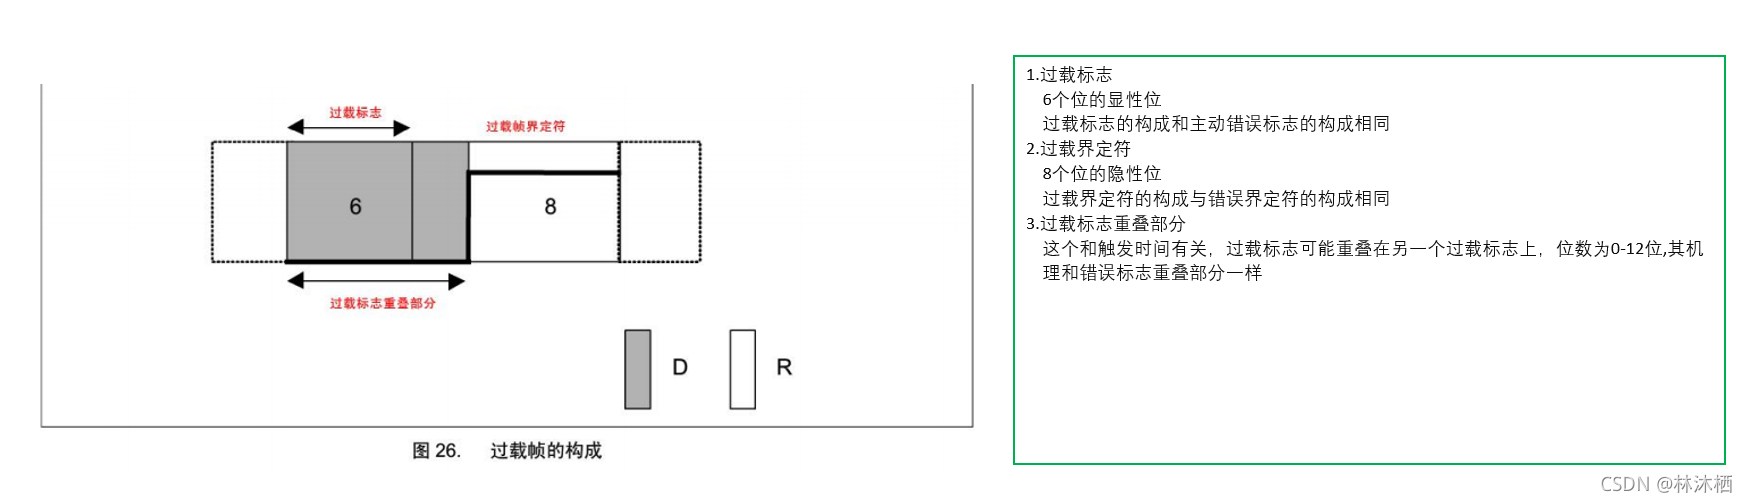 过载标志
过载帧界定符
6
8
过载标志重叠部分
D
R
图 26. 过载帧的构成
1.过载标志
6个位的显性位
过载标志的构成和主动错误标志的构成相同
2.过载界定符
8个位的隐性位
过载界定符的构成与错误界定符的构成相同
3.过载标志重叠部分
这个和触发时间有关，过载标志可能重叠在另一个过载标志上，位数为0-12位,其机
理和错误标志重叠部分一样
CSDN @林沐栖